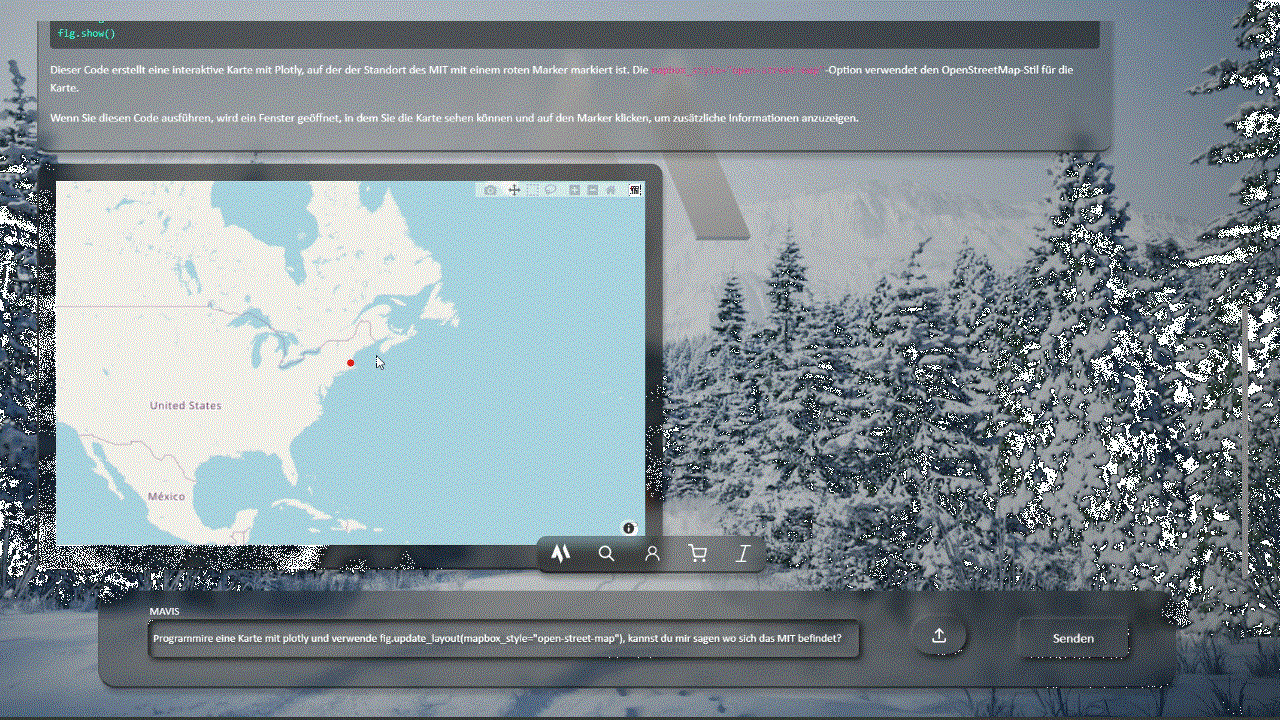 fig.show()
Dieser Code erstellt eine interaktive Karte mit Plotly, auf der der Standort des MIT mit einem roten Marker markiert ist. Die mapbox_style="open-street-map" -Option verwendet den OpenStreetMap-Stil für die
Karte.
Wenn Sie diesen Code ausführen, wird ein Fenster geöffnet, in dem Sie die Karte sehen können und auf den Marker klicken, um zusätzliche Informationen anzuzeigen.
United States
México
MAVIS
Programmire eine Karte mit plotly und verwende fig.update_layout(mapbox_style="open-street-map"), kannst du mir sagen wo sich das MIT befindet?
Senden